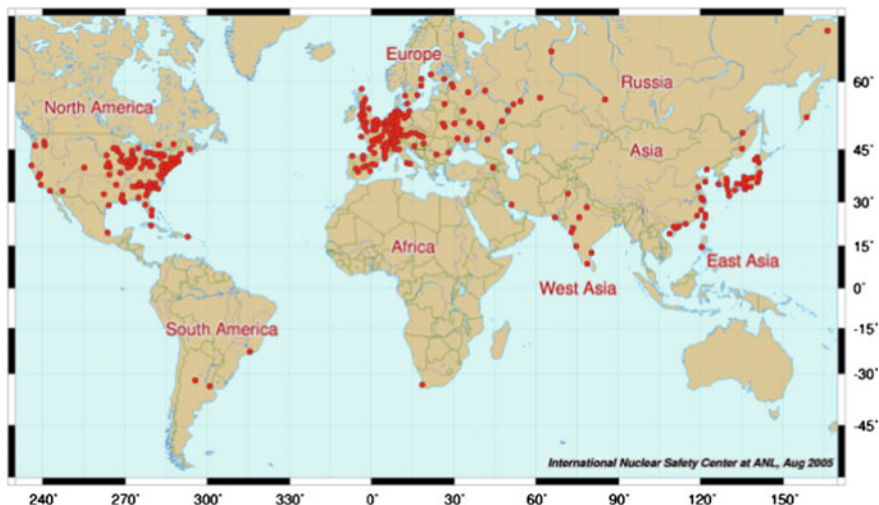 Europe
Russia
North America
60°
Asia
45°
30°
Africa
15°
East Asia
West Asia
0°
South America
-15°
-30°
-45°
International Nuclear Safety Center at ANL, Aug 2005
240° 270° 300° 330° 0° 30° 60° 90° 120° 150°